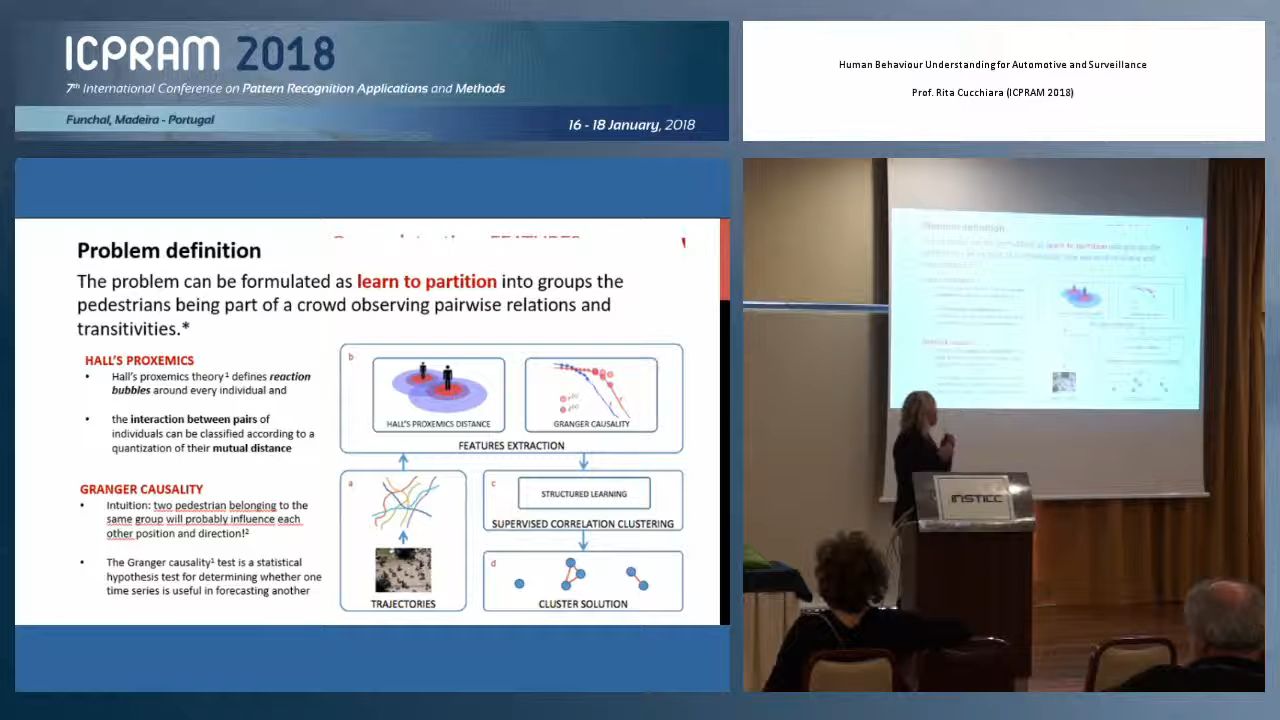 ICPRAM 2018
7th International Conference on Pattern Recognition Applications and Methods
Funchal, Madeira - Portugal
16 - 18 January, 2018
Human Behaviour Understanding for Automotive and Surveillance
Prof. Rita Cucchiara (ICPRAM 2018)
Problem definition
The problem can be formulated as learn to partition into groups the
pedestrians being part of a crowd observing pairwise relations and
transitivities.*
HALL'S PROXEMICS
• Hall's proxemics theory1 defines reaction
bubbles around every individual and
• the interaction between pairs of
individuals can be classified according to a
quantization of their mutual distance
GRANGER CAUSALITY
• Intuition: two pedestrian belonging to the
same group will probably influence each
other position and direction!2
• The Granger causality1 test is a statistical
hypothesis test for determining whether one
time series is useful in forecasting another
b
HALL'S PROXEMICS DISTANCE
GRANGER CAUSALITY
FEATURES EXTRACTION
a
TRAJECTORIES
c
STRUCTURED LEARNING
SUPERVISED CORRELATION CLUSTERING
d
CLUSTER SOLUTION
Problem definition
INSTICC